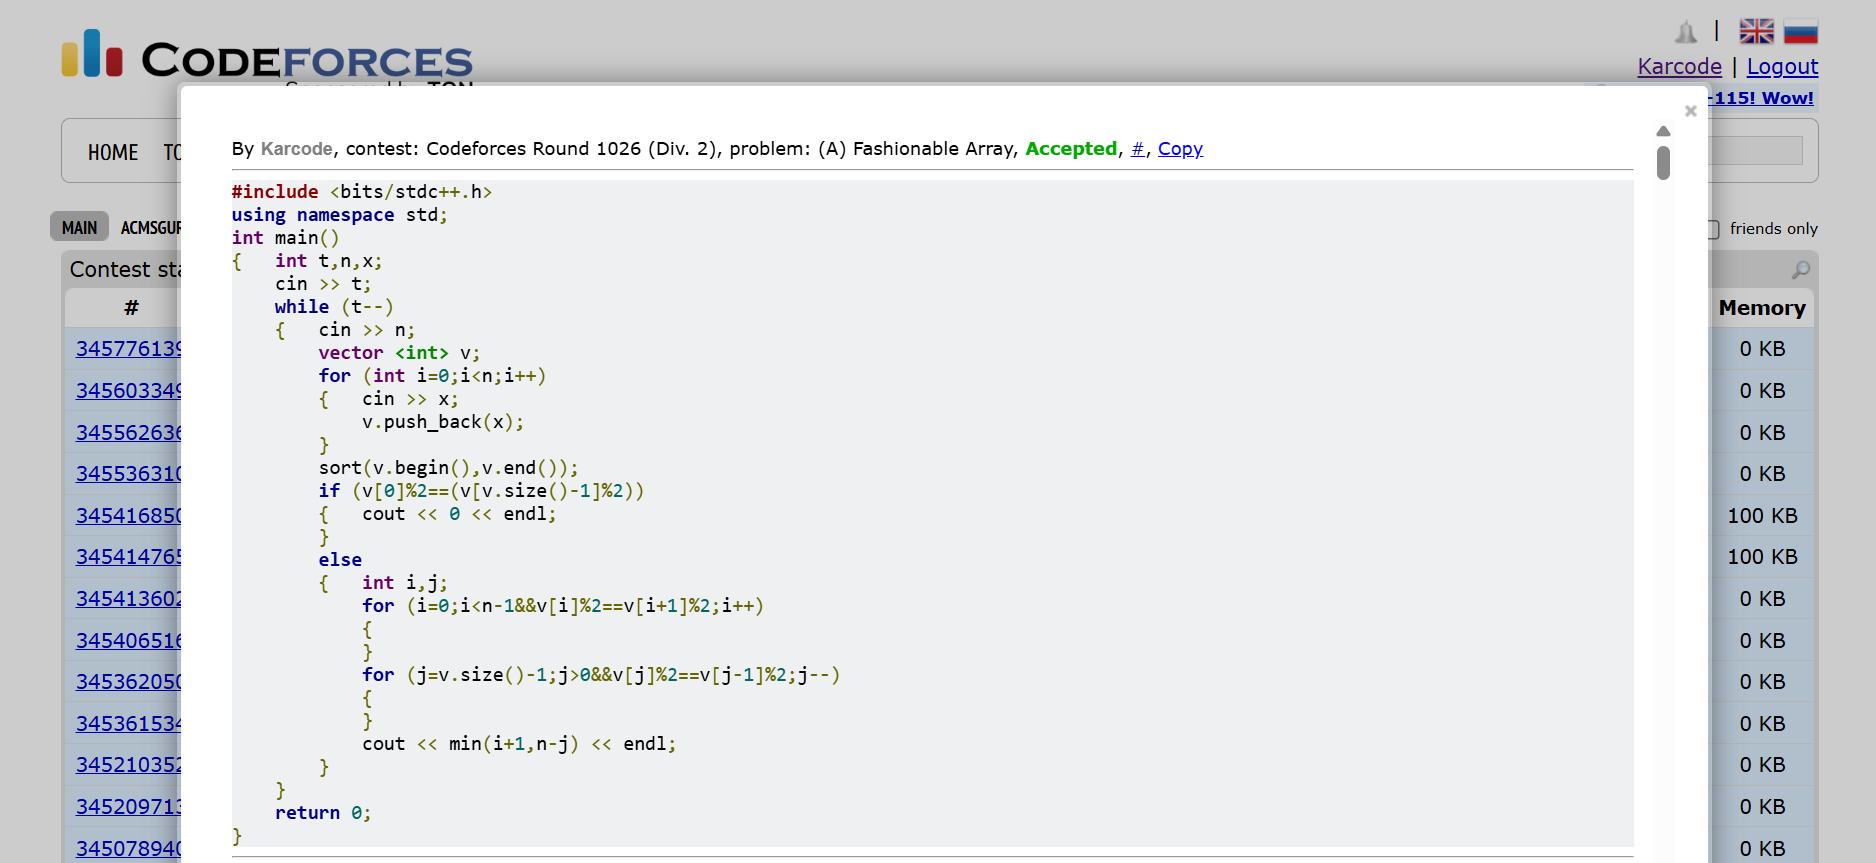 CODEFORCES
|
Karcode | Logout
-115! Wow!
HOME
MAIN ACMSGUR
friends only
Contest sta
# Memory
345776139 0 KB
345603349 0 KB
345562636 0 KB
345536310 0 KB
345416850 100 KB
345414765 100 KB
345413602 0 KB
345406516 0 KB
345362050 0 KB
345361534 0 KB
345210352 0 KB
345209713 0 KB
345078940 0 KB
×
By Karcode, contest: Codeforces Round 1026 (Div. 2), problem: (A) Fashionable Array, Accepted, #, Copy
#include <bits/stdc++.h>
using namespace std;
int main()
{   int t,n,x;
    cin >> t;
    while (t--)
    {   cin >> n;
        vector <int> v;
        for (int i=0;i<n;i++)
        {   cin >> x;
            v.push_back(x);
        }
        sort(v.begin(),v.end());
        if (v[0]%2==(v[v.size()-1]%2))
        {   cout << 0 << endl;
        }
        else
        {   int i,j;
            for (i=0;i<n-1&&v[i]%2==v[i+1]%2;i++)
            {
            }
            for (j=v.size()-1;j>0&&v[j]%2==v[j-1]%2;j--)
            {
            }
            cout << min(i+1,n-j) << endl;
        }
    }
    return 0;
}